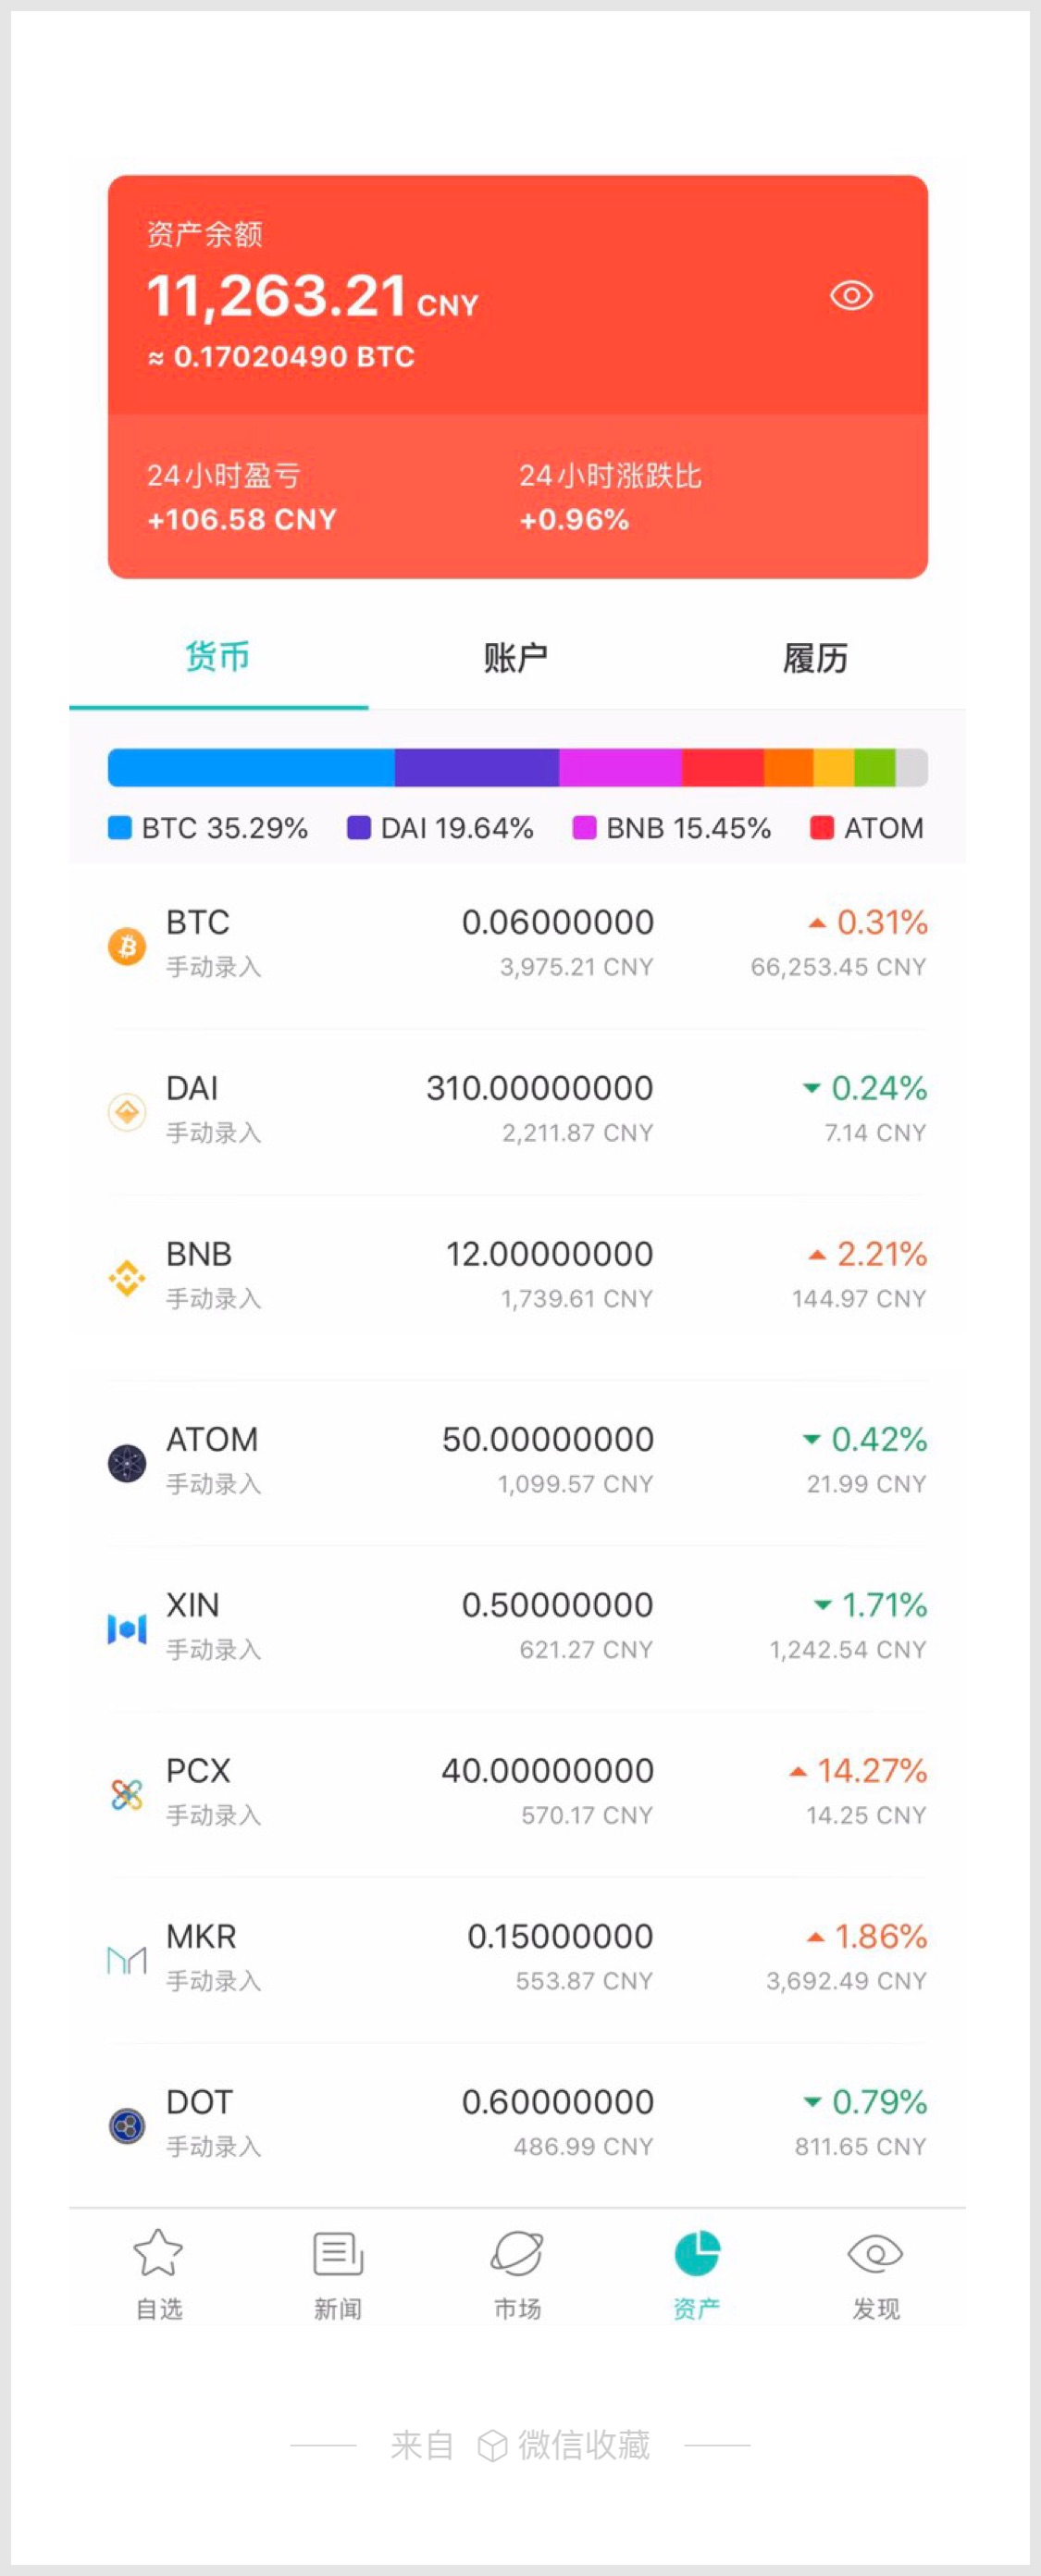 资产余额
11,263.21 CNY
≈ 0.17020490 BTC
24小时盈亏 24小时涨跌比
+106.58 CNY +0.96%
货币 账户 履历
BTC 35.29% DAI 19.64% BNB 15.45% ATOM
BTC 0.06000000 0.31%
手动录入 3,975.21 CNY 66,253.45 CNY
DAI 310.00000000 0.24%
手动录入 2,211.87 CNY 7.14 CNY
BNB 12.00000000 2.21%
手动录入 1,739.61 CNY 144.97 CNY
ATOM 50.00000000 0.42%
手动录入 1,099.57 CNY 21.99 CNY
XIN 0.50000000 1.71%
手动录入 621.27 CNY 1,242.54 CNY
PCX 40.00000000 14.27%
手动录入 570.17 CNY 14.25 CNY
MKR 0.15000000 1.86%
手动录入 553.87 CNY 3,692.49 CNY
DOT 0.60000000 0.79%
手动录入 486.99 CNY 811.65 CNY
自选 新闻 市场 资产 发现
来自 微信收藏